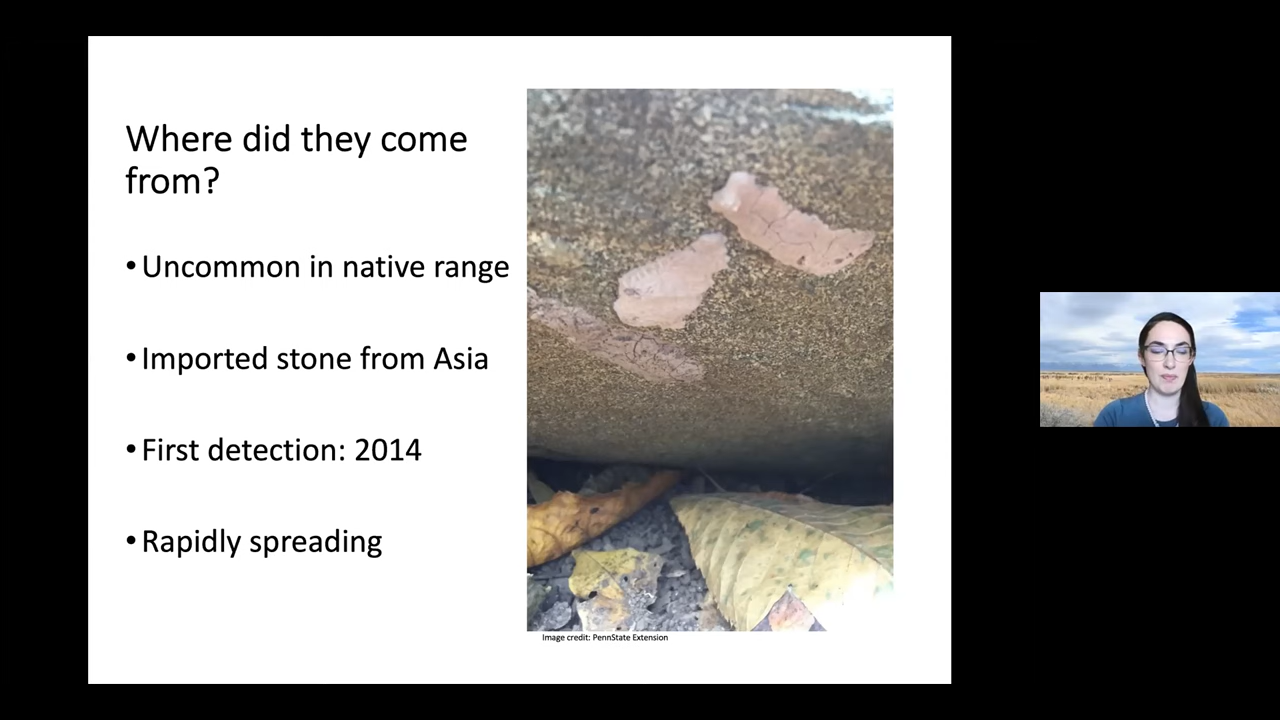 Where did they come
from?
• Uncommon in native range
• Imported stone from Asia
• First detection: 2014
• Rapidly spreading
Image credit: PennState Extension